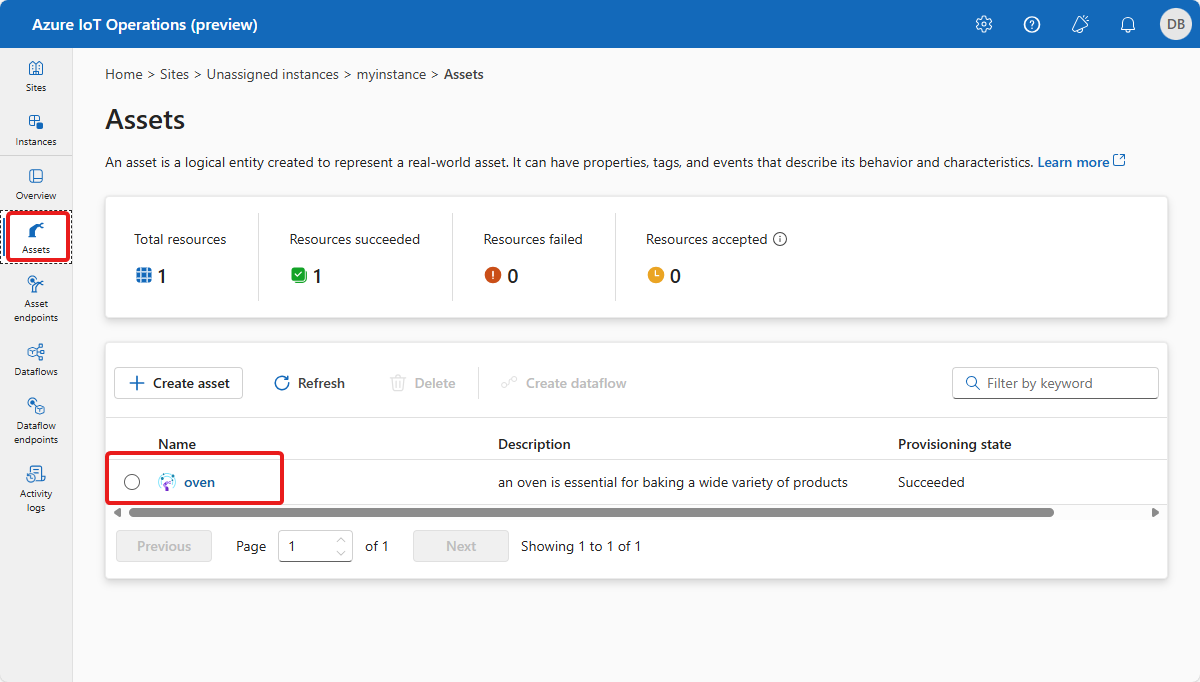 Azure IoT Operations (preview)
DB
Sites
Instances
Overview
Assets
Asset
endpoints
Dataflows
Dataflow
endpoints
Activity
logs
Home > Sites > Unassigned instances > myinstance > Assets
Assets
An asset is a logical entity created to represent a real-world asset. It can have properties, tags, and events that describe its behavior and characteristics. Learn more
Total resources
1
Resources succeeded
1
Resources failed
0
Resources accepted
0
Create asset Refresh Delete Create dataflow Filter by keyword
Name Description Provisioning state
oven an oven is essential for baking a wide variety of products Succeeded
Previous Page 1 of 1 Next Showing 1 to 1 of 1